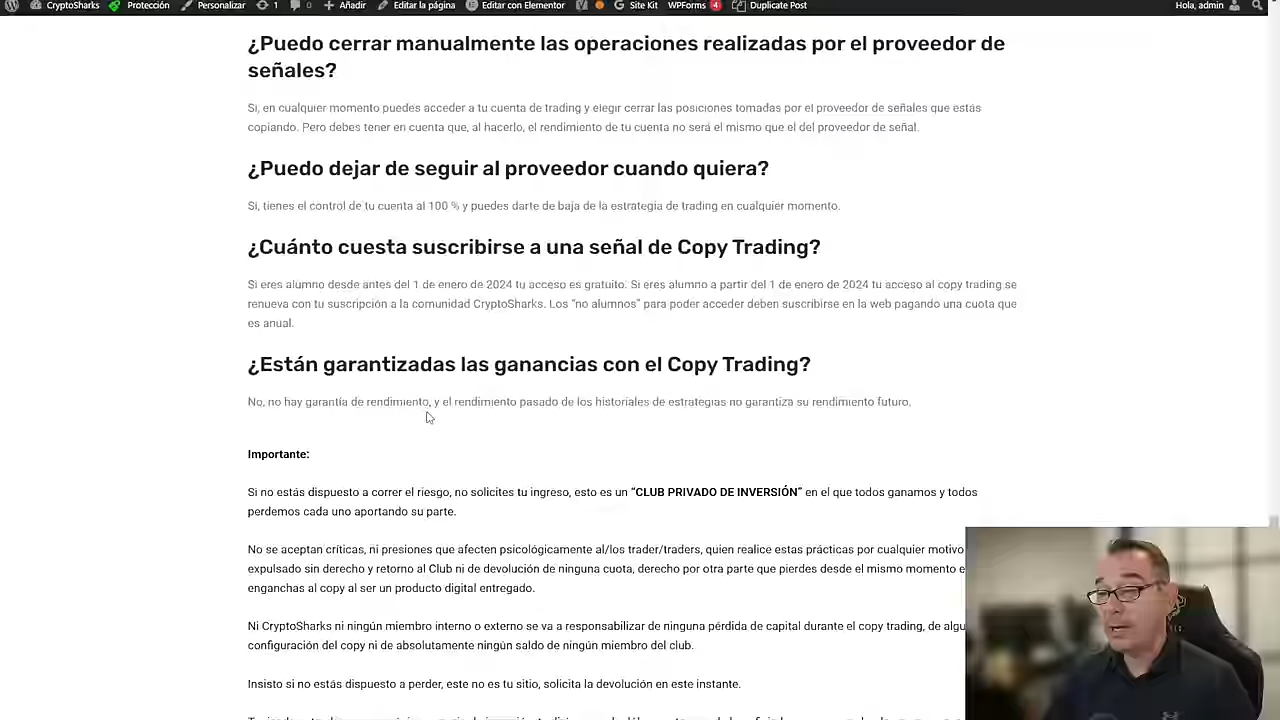 CryptoSharks Protección Personalizar 1 0 Añadir Editar la página Editar con Elementor Site Kit WPForms 4 Duplicate Post Hola, admin
¿Puedo cerrar manualmente las operaciones realizadas por el proveedor de
señales?
Si, en cualquier momento puedes acceder a tu cuenta de trading y elegir cerrar las posiciones tomadas por el proveedor de señales que estás
copiando. Pero debes tener en cuenta que, al hacerlo, el rendimiento de tu cuenta no será el mismo que el del proveedor de señal.
¿Puedo dejar de seguir al proveedor cuando quiera?
Si, tienes el control de tu cuenta al 100 % y puedes darte de baja de la estrategia de trading en cualquier momento.
¿Cuánto cuesta suscribirse a una señal de Copy Trading?
Si eres alumno desde antes del 1 de enero de 2024 tu acceso es gratuito. Si eres alumno a partir del 1 de enero de 2024 tu acceso al copy trading se
renueva con tu suscripción a la comunidad CryptoSharks. Los “no alumnos” para poder acceder deben suscribirse en la web pagando una cuota que
es anual.
¿Están garantizadas las ganancias con el Copy Trading?
No, no hay garantía de rendimiento, y el rendimiento pasado de los historiales de estrategias no garantiza su rendimiento futuro.
Importante:
Si no estás dispuesto a correr el riesgo, no solicites tu ingreso, esto es un “CLUB PRIVADO DE INVERSIÓN” en el que todos ganamos y todos
perdemos cada uno aportando su parte.
No se aceptan críticas, ni presiones que afecten psicológicamente al/los trader/traders, quien realice estas prácticas por cualquier motivo
expulsado sin derecho y retorno al Club ni de devolución de ninguna cuota, derecho por otra parte que pierdes desde el mismo momento e
enganchas al copy al ser un producto digital entregado.
Ni CryptoSharks ni ningún miembro interno o externo se va a responsabilizar de ninguna pérdida de capital durante el copy trading, de algu
configuración del copy ni de absolutamente ningún saldo de ningún miembro del club.
Insisto si no estás dispuesto a perder, este no es tu sitio, solicita la devolución en este instante.